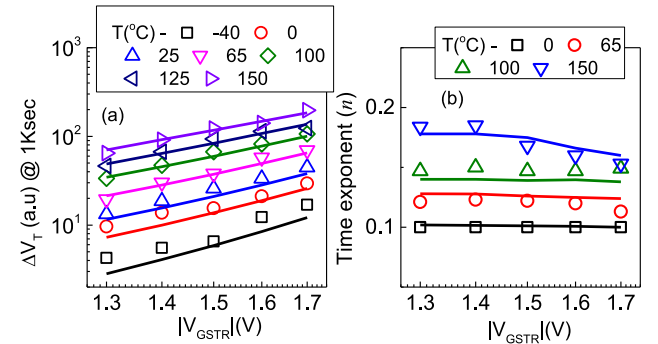 T(°C) - -40 0
25 65 100
125 150
(a)
ΔV_T (a.u) @ 1Ksec
10³
10²
10¹
1.3 1.4 1.5 1.6 1.7
|V_GSTR|(V)
T(°C) - 0 65
100 150
(b)
Time exponent (n)
0.2
0.1
1.3 1.4 1.5 1.6 1.7
|V_GSTR|(V)